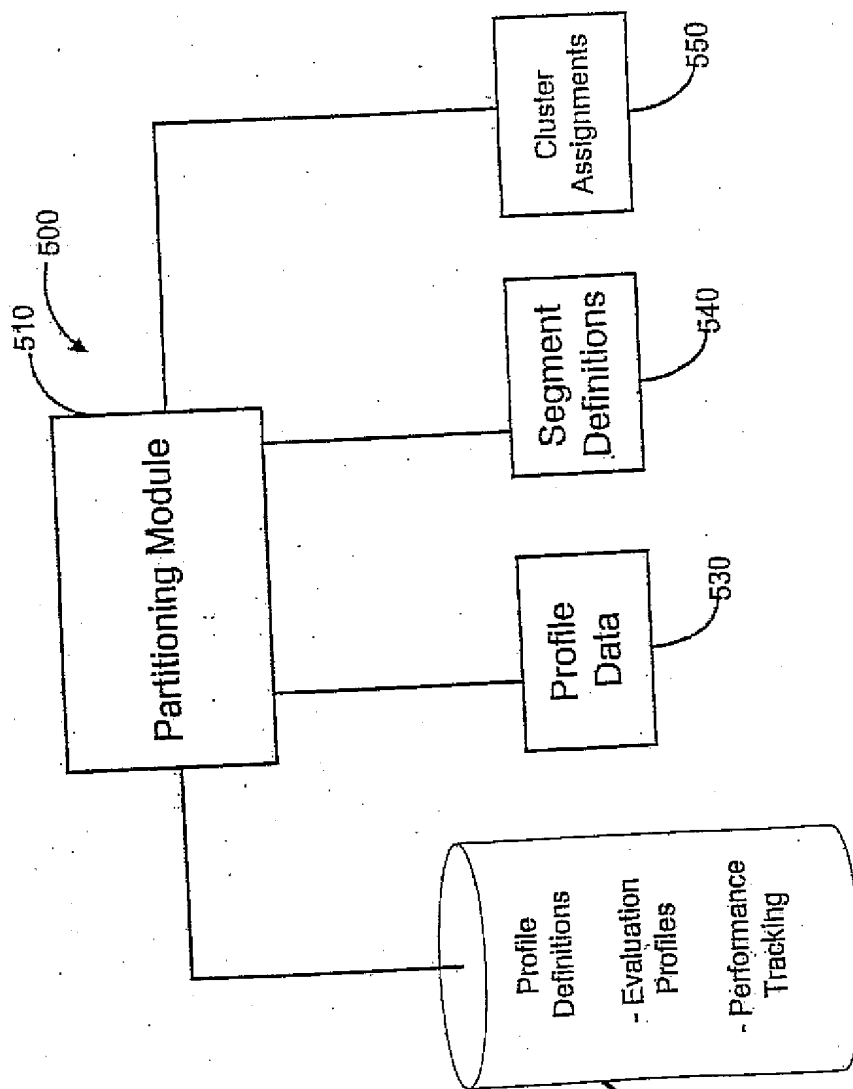 500
510
Partitioning Module
Profile
Definitions
- Evaluation
Profiles
- Performance
Tracking
Profile
Data
530
Segment
Definitions
540
Cluster
Assignments
550